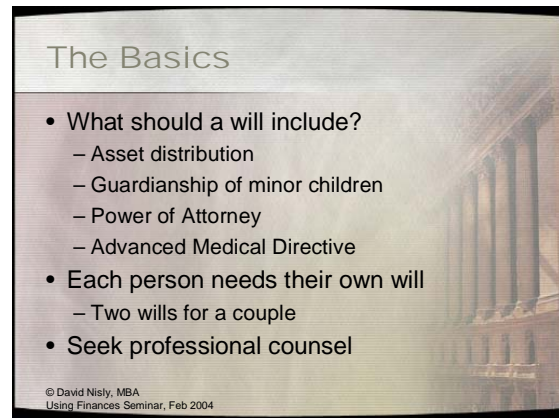 The Basics
• What should a will include?
– Asset distribution
– Guardianship of minor children
– Power of Attorney
– Advanced Medical Directive
• Each person needs their own will
– Two wills for a couple
• Seek professional counsel
© David Nisly, MBA
Using Finances Seminar, Feb 2004